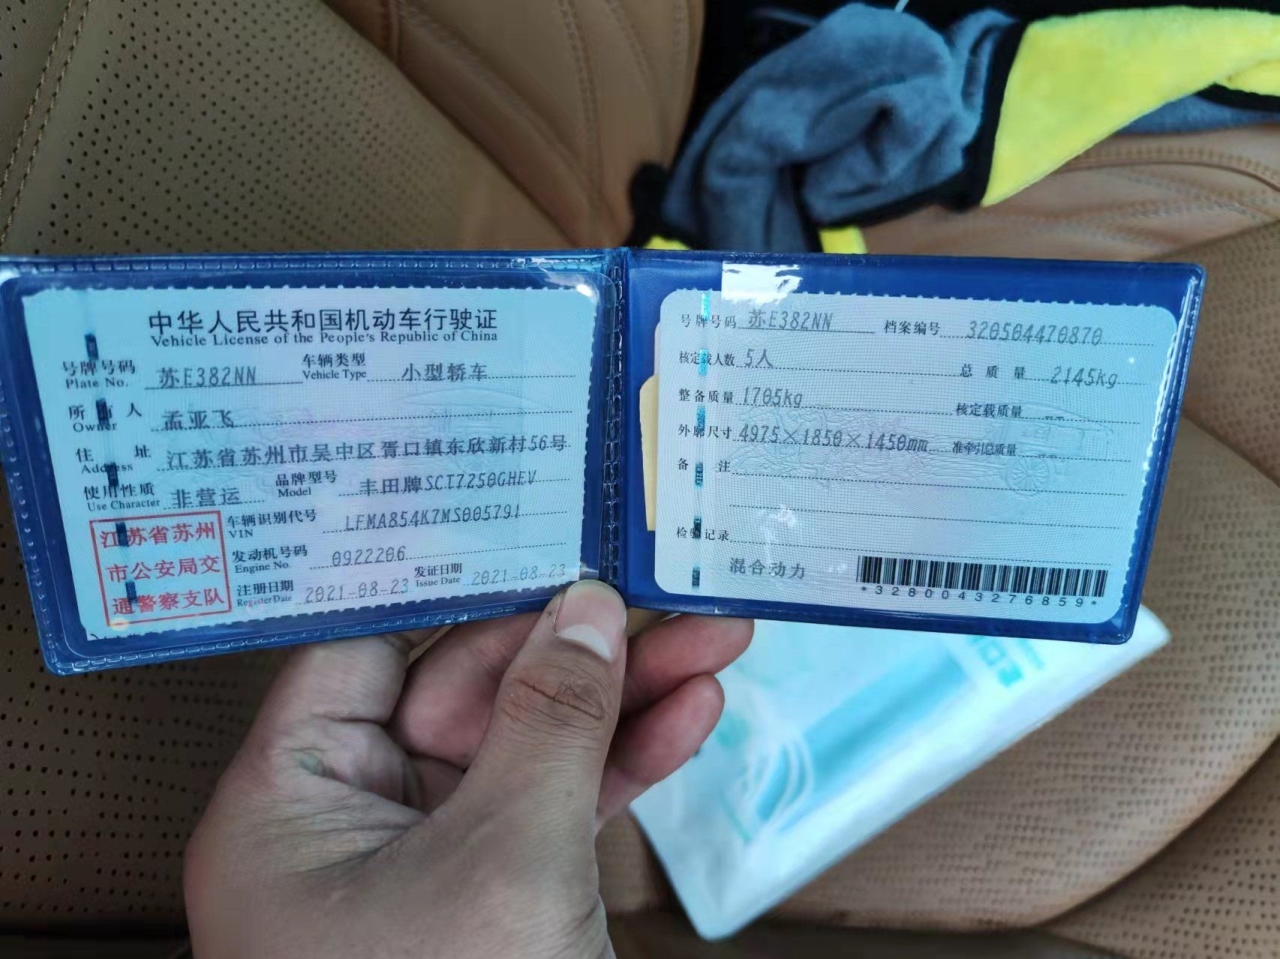 中华人民共和国机动车行驶证
Vehicle License of the People's Republic of China
号牌号码 Plate No. 苏E382NN 车辆类型 Vehicle Type 小型轿车
所有人 Owner 孟亚飞
住址 Address 江苏省苏州市吴中区胥口镇东欣新村56号
使用性质 Use Character 非营运 品牌型号 Model 丰田牌SCT7250GHEV
江苏省苏州
市公安局交
通警察支队
车辆识别代号 VIN LFMA854K7MS005791
发动机号码 Engine No. 0922206
注册日期 Register Date 2021-08-23 发证日期 Issue Date 2021-08-23
号牌号码 苏E382NN 档案编号 320504470870
核定载人数 5人 总质量 2145kg
整备质量 1705kg 核定载质量 --
外廓尺寸 4975×1850×1450mm 准牵引总质量 --
备注
检验记录
混合动力
*3280043276859*